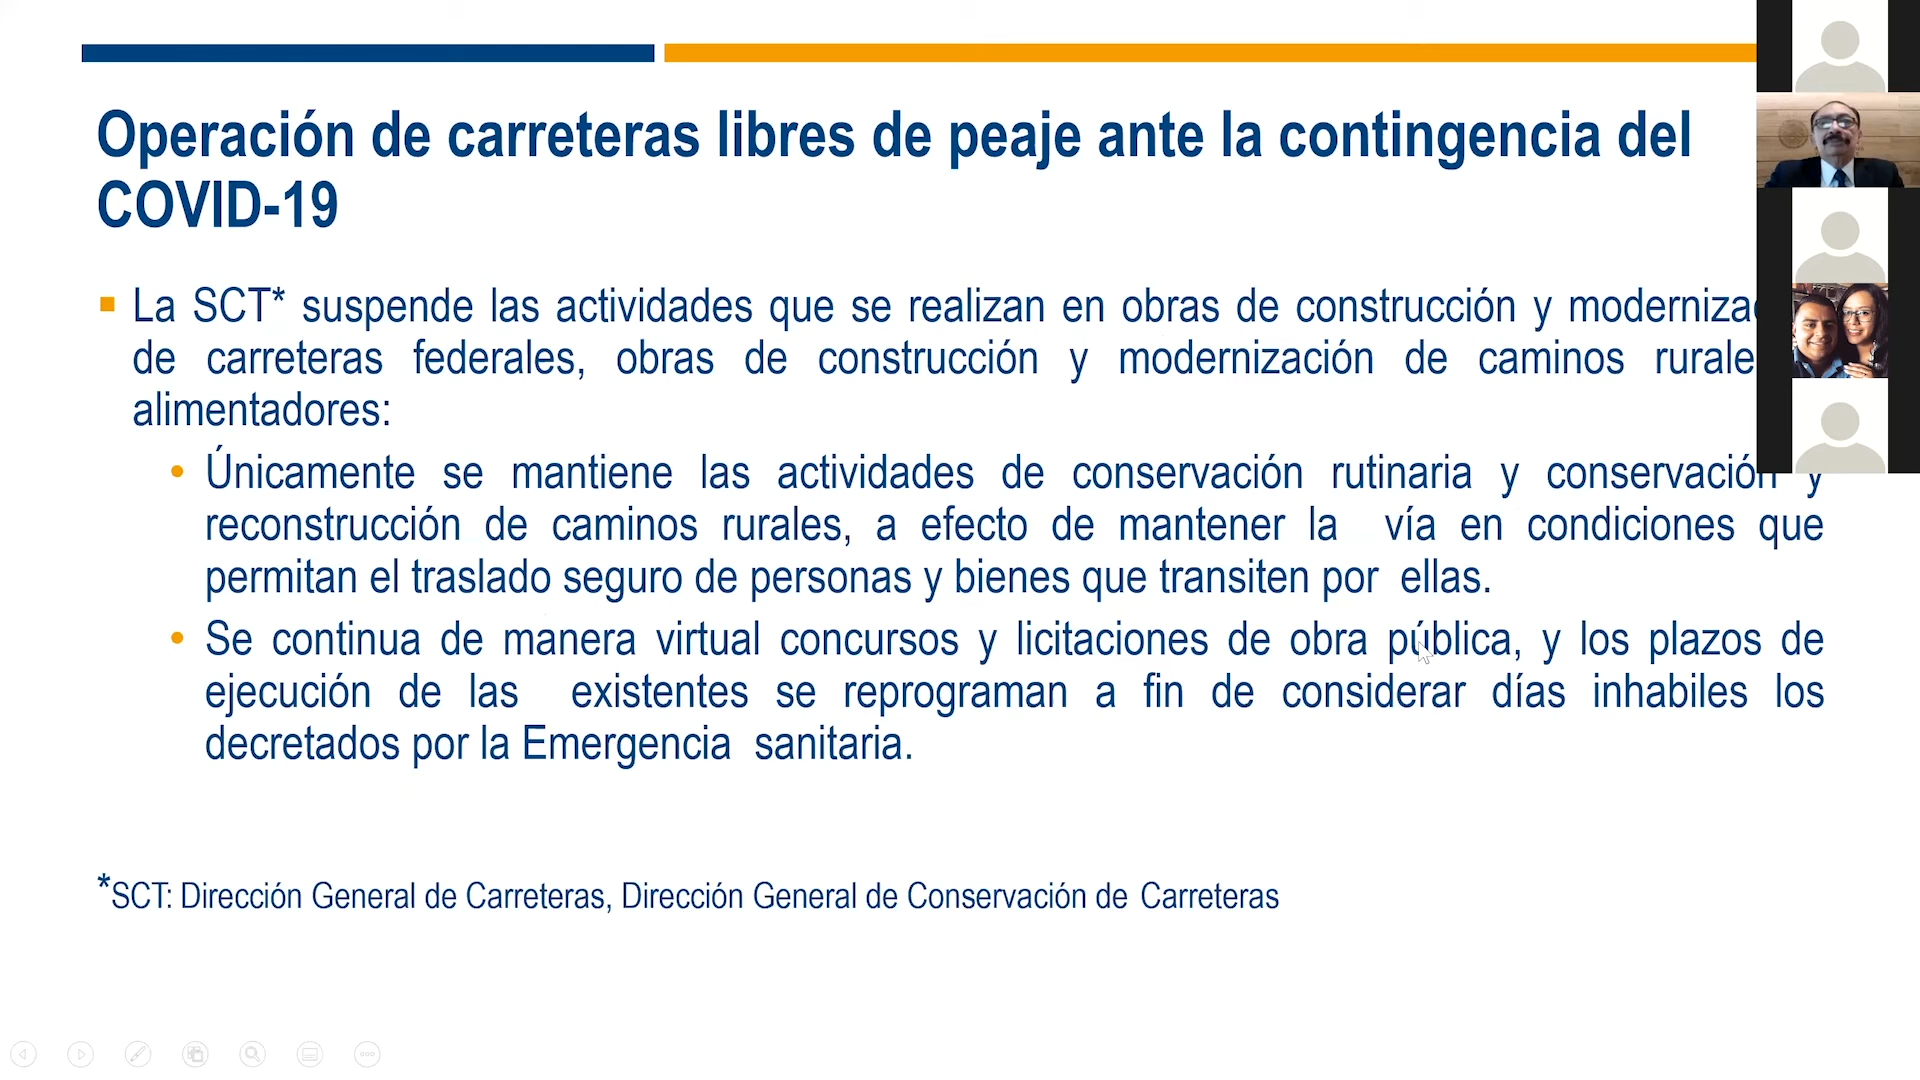 Operación de carreteras libres de peaje ante la contingencia del
COVID-19
La SCT* suspende las actividades que se realizan en obras de construcción y
de carreteras federales, obras de construcción y modernización de caminos
alimentadores:
Únicamente se mantiene las actividades de conservación rutinaria y conservación y
reconstrucción de caminos rurales, a efecto de mantener la vía en condiciones que
permitan el traslado seguro de personas y bienes que transiten por ellas.
Se continua de manera virtual concursos y licitaciones de obra pública, y los plazos de
ejecución de las existentes se reprograman a fin de considerar días inhabiles los
decretados por la Emergencia sanitaria.
*SCT: Dirección General de Carreteras, Dirección General de Conservación de Carreteras